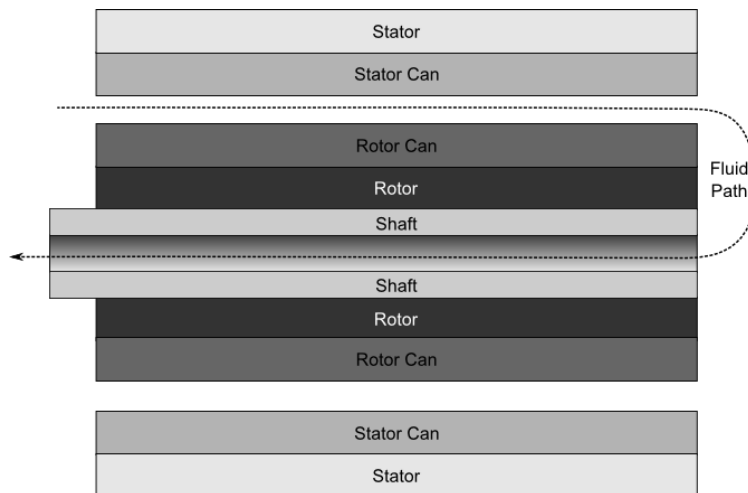 Stator
Stator Can
Rotor Can
Fluid
Path
Rotor
Shaft
Shaft
Rotor
Rotor Can
Stator Can
Stator